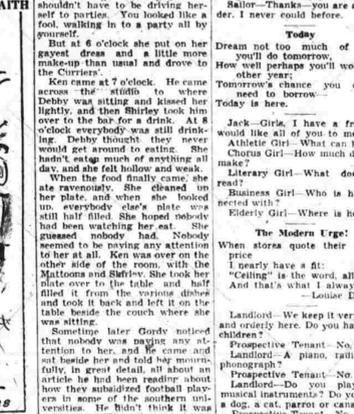 AITH
shouldn't have to be driving her-
self to parties. You looked like a
fool, walking in to a party all by
yourself.
But at 6 o'clock she put on her
gayest dress and a little more
make-up than usual and drove to
the Curriers'.
Ken came at 7 o'clock. He came
across the studio to where
Debby was sitting and kissed her
lightly, and then Shirley took him
over to the bar for a drink. At 8
o'clock everybody was still drink-
ing. Debby thought they never
would get around to eating. She
hadn't eaten much of anything all
day, and she felt hollow and weak.
When the food finally came, she
ate ravenously. She cleaned up
her plate, and when she looked
up, everybody else's plate was
still half filled. She hoped nobody
had been watching her eat. She
guessed nobody had. Nobody
seemed to be paying any attention
to her at all. Ken was over on the
other side of the room, with the
Mattoons and Shirley. She took her
plate over to the table and half
filled it from the various dishes
and took it back and left it on the
table beside the couch where she
was sitting.
Sometime later Gordy noticed
that nobody was paying any at-
tention to her, and he came and
sat beside her and told her mourn-
fully, in great detail, all about an
article he had been reading about
how they subsidized football play-
ers in some of the southern uni-
versities. He didn't think it was
Sailor—Thanks—you are
der. I never could before.
Today
Dream not too much of
you'll do tomorrow,
How well perhaps you'll wo
other year;
Tomorrow's chance you
need to borrow—
Today is here.
Jack—Girls, I have a fr
would like all of you to m
Athletic Girl—What can h
Chorus Girl—How much d
make?
Literary Girl—What doe
read?
Business Girl—Who is h
nected with?
Elderly Girl—Where is h
The Modern Urge!
When stores quote their
price
I nearly have a fit:
"Ceiling" is the word, all
And that's what I alway
—Louise D
Landlord—We keep it ver
and orderly here. Do you ha
children?
Prospective Tenant—No.
Landlord—A piano, radi
phonograph?
Prospective Tenant—No.
Landlord—Do you play
musical instruments? Do yo
a dog, a cat, parrot or cana